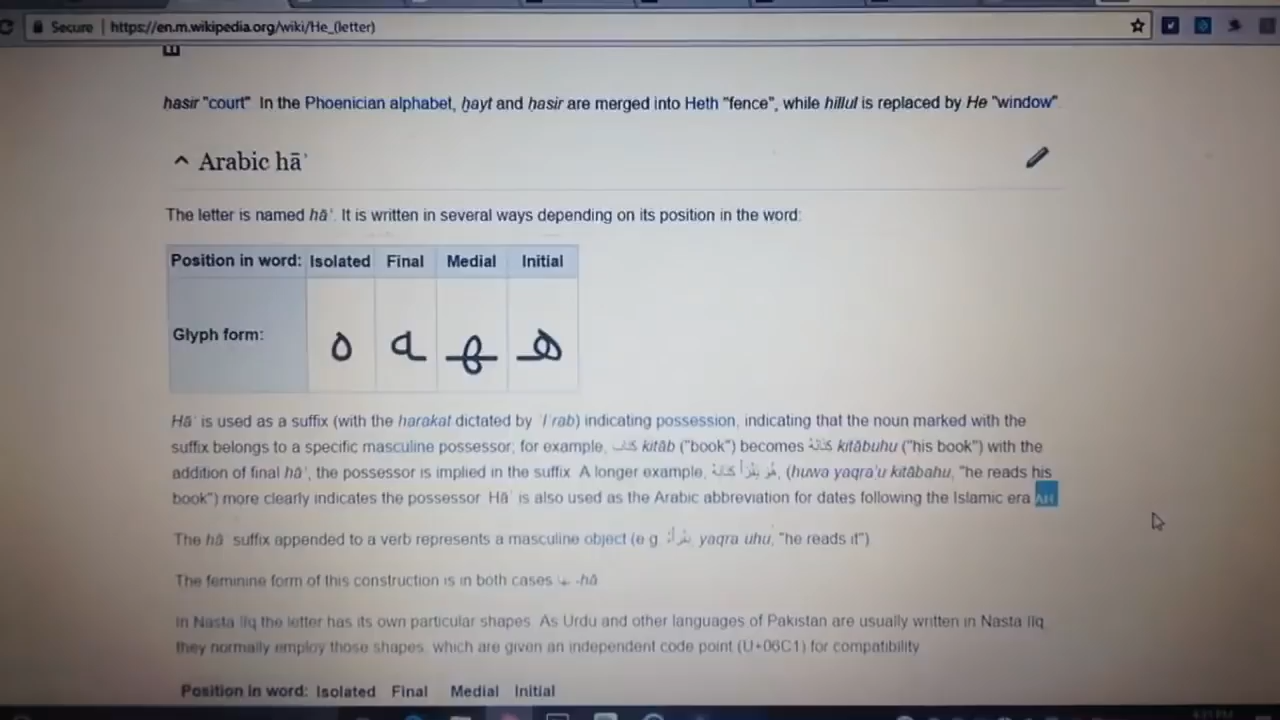 Secure | https://en.m.wikipedia.org/wiki/He_(letter)
hasir "court" In the Phoenician alphabet, ḫayt and ḥasir are merged into Heth "fence", while hillul is replaced by He "window"
Arabic hāʾ
The letter is named hāʾ. It is written in several ways depending on its position in the word:
Position in word: Isolated Final Medial Initial
Glyph form: ه ـه ـهـ هـ
Hāʾ is used as a suffix (with the harakat dictated by ʾIʿrab) indicating possession, indicating that the noun marked with the
suffix belongs to a specific masculine possessor; for example, kitāb ("book") becomes kitābuhu ("his book") with the
addition of final hāʾ, the possessor is implied in the suffix. A longer example, (huwa yaqraʾu kitābahu, "he reads his
book") more clearly indicates the possessor. Hāʾ is also used as the Arabic abbreviation for dates following the Islamic era AH
The hāʾ suffix appended to a verb represents a masculine object (e.g. yaqraʾuhu, "he reads it")
The feminine form of this construction is in both cases -hā
In Nastaʿlīq the letter has its own particular shapes. As Urdu and other languages of Pakistan are usually written in Nastaʿlīq
they normally employ those shapes, which are given an independent code point (U+06C1) for compatibility
Position in word: Isolated Final Medial Initial